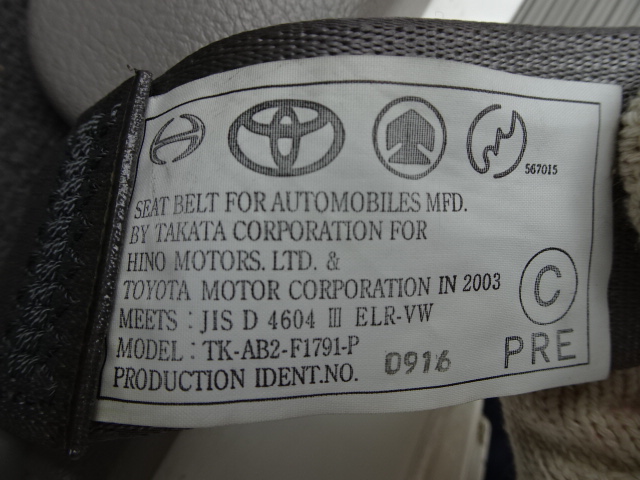 567015
SEAT BELT FOR AUTOMOBILES MFD.
BY TAKATA CORPORATION FOR
HINO MOTORS. LTD. &
TOYOTA MOTOR CORPORATION IN 2003
MEETS : JIS D 4604 III ELR-VW
MODEL : TK-AB2-F1791-P
PRODUCTION IDENT.NO. 0916
C
PRE